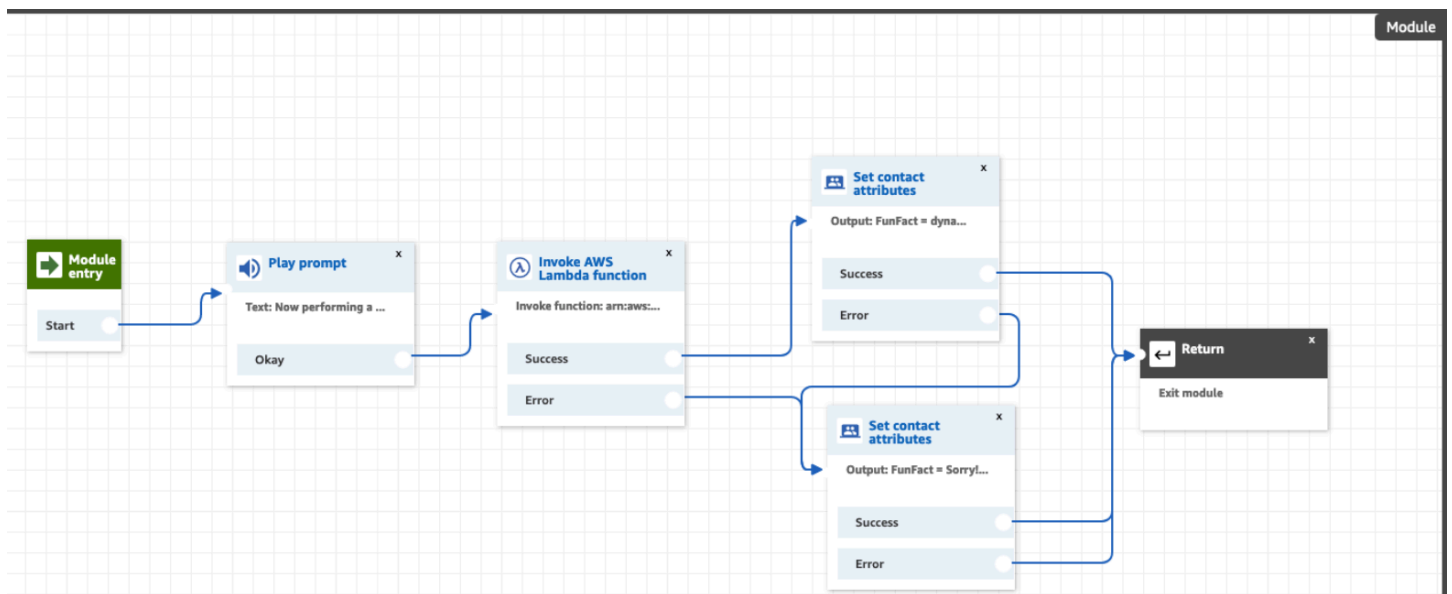 Module
Module
entry
Start
x
Play prompt
Text: Now performing a ...
Okay
x
Invoke AWS
Lambda function
Invoke function: arn:aws:...
Success
Error
x
Set contact
attributes
Output: FunFact = dyna...
Success
Error
x
Set contact
attributes
Output: FunFact = Sorry!...
Success
Error
x
Return
Exit module